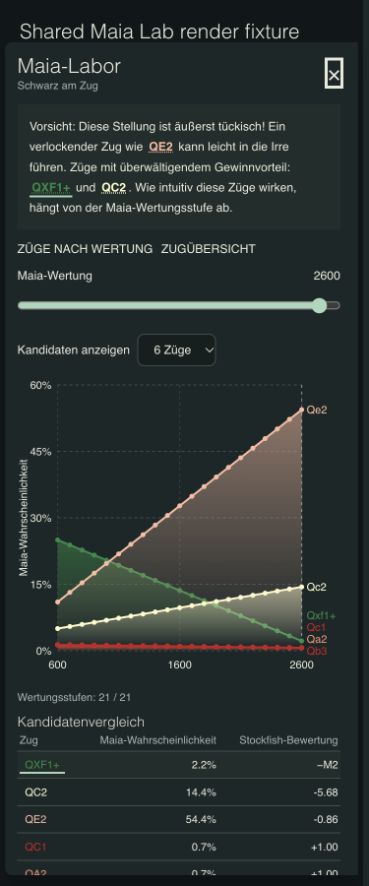 Shared Maia Lab render fixture
Maia-Labor
×
Schwarz am Zug
Vorsicht: Diese Stellung ist äußerst tückisch! Ein
verlockender Zug wie QE2 kann leicht in die Irre
führen. Züge mit überwältigendem Gewinnvorteil:
QXF1+ und QC2. Wie intuitiv diese Züge wirken,
hängt von der Maia-Wertungsstufe ab.
ZÜGE NACH WERTUNG ZUGÜBERSICHT
Maia-Wertung 2600
Kandidaten anzeigen 6 Züge
Maia-Wahrscheinlichkeit
60%
45%
30%
15%
0%
Qe2
Qc2
Qxf1+
Qc1
Qa2
Qb3
600 1600 2600
Wertungsstufen: 21 / 21
Kandidatenvergleich
Zug Maia-Wahrscheinlichkeit Stockfish-Bewertung
QXF1+ 2.2% −M2
QC2 14.4% -5.68
QE2 54.4% -0.86
QC1 0.7% +1.00
QA2 0.7% +1.00